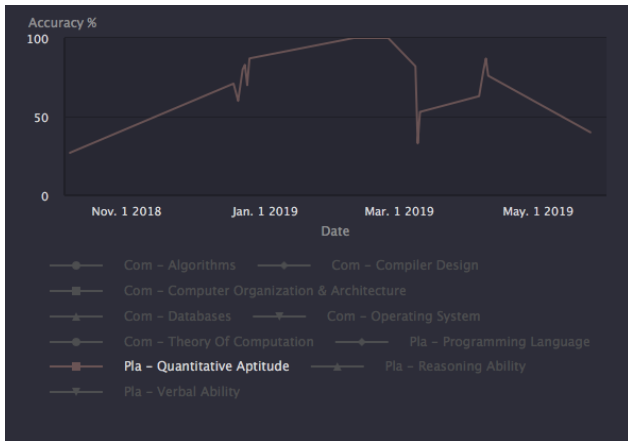 Accuracy %
100
50
0
Nov. 1 2018 Jan. 1 2019 Mar. 1 2019 May. 1 2019
Date
Com - Algorithms Com - Compiler Design
Com - Computer Organization & Architecture
Com - Databases Com - Operating System
Com - Theory Of Computation Pla - Programming Language
Pla - Quantitative Aptitude Pla - Reasoning Ability
Pla - Verbal Ability